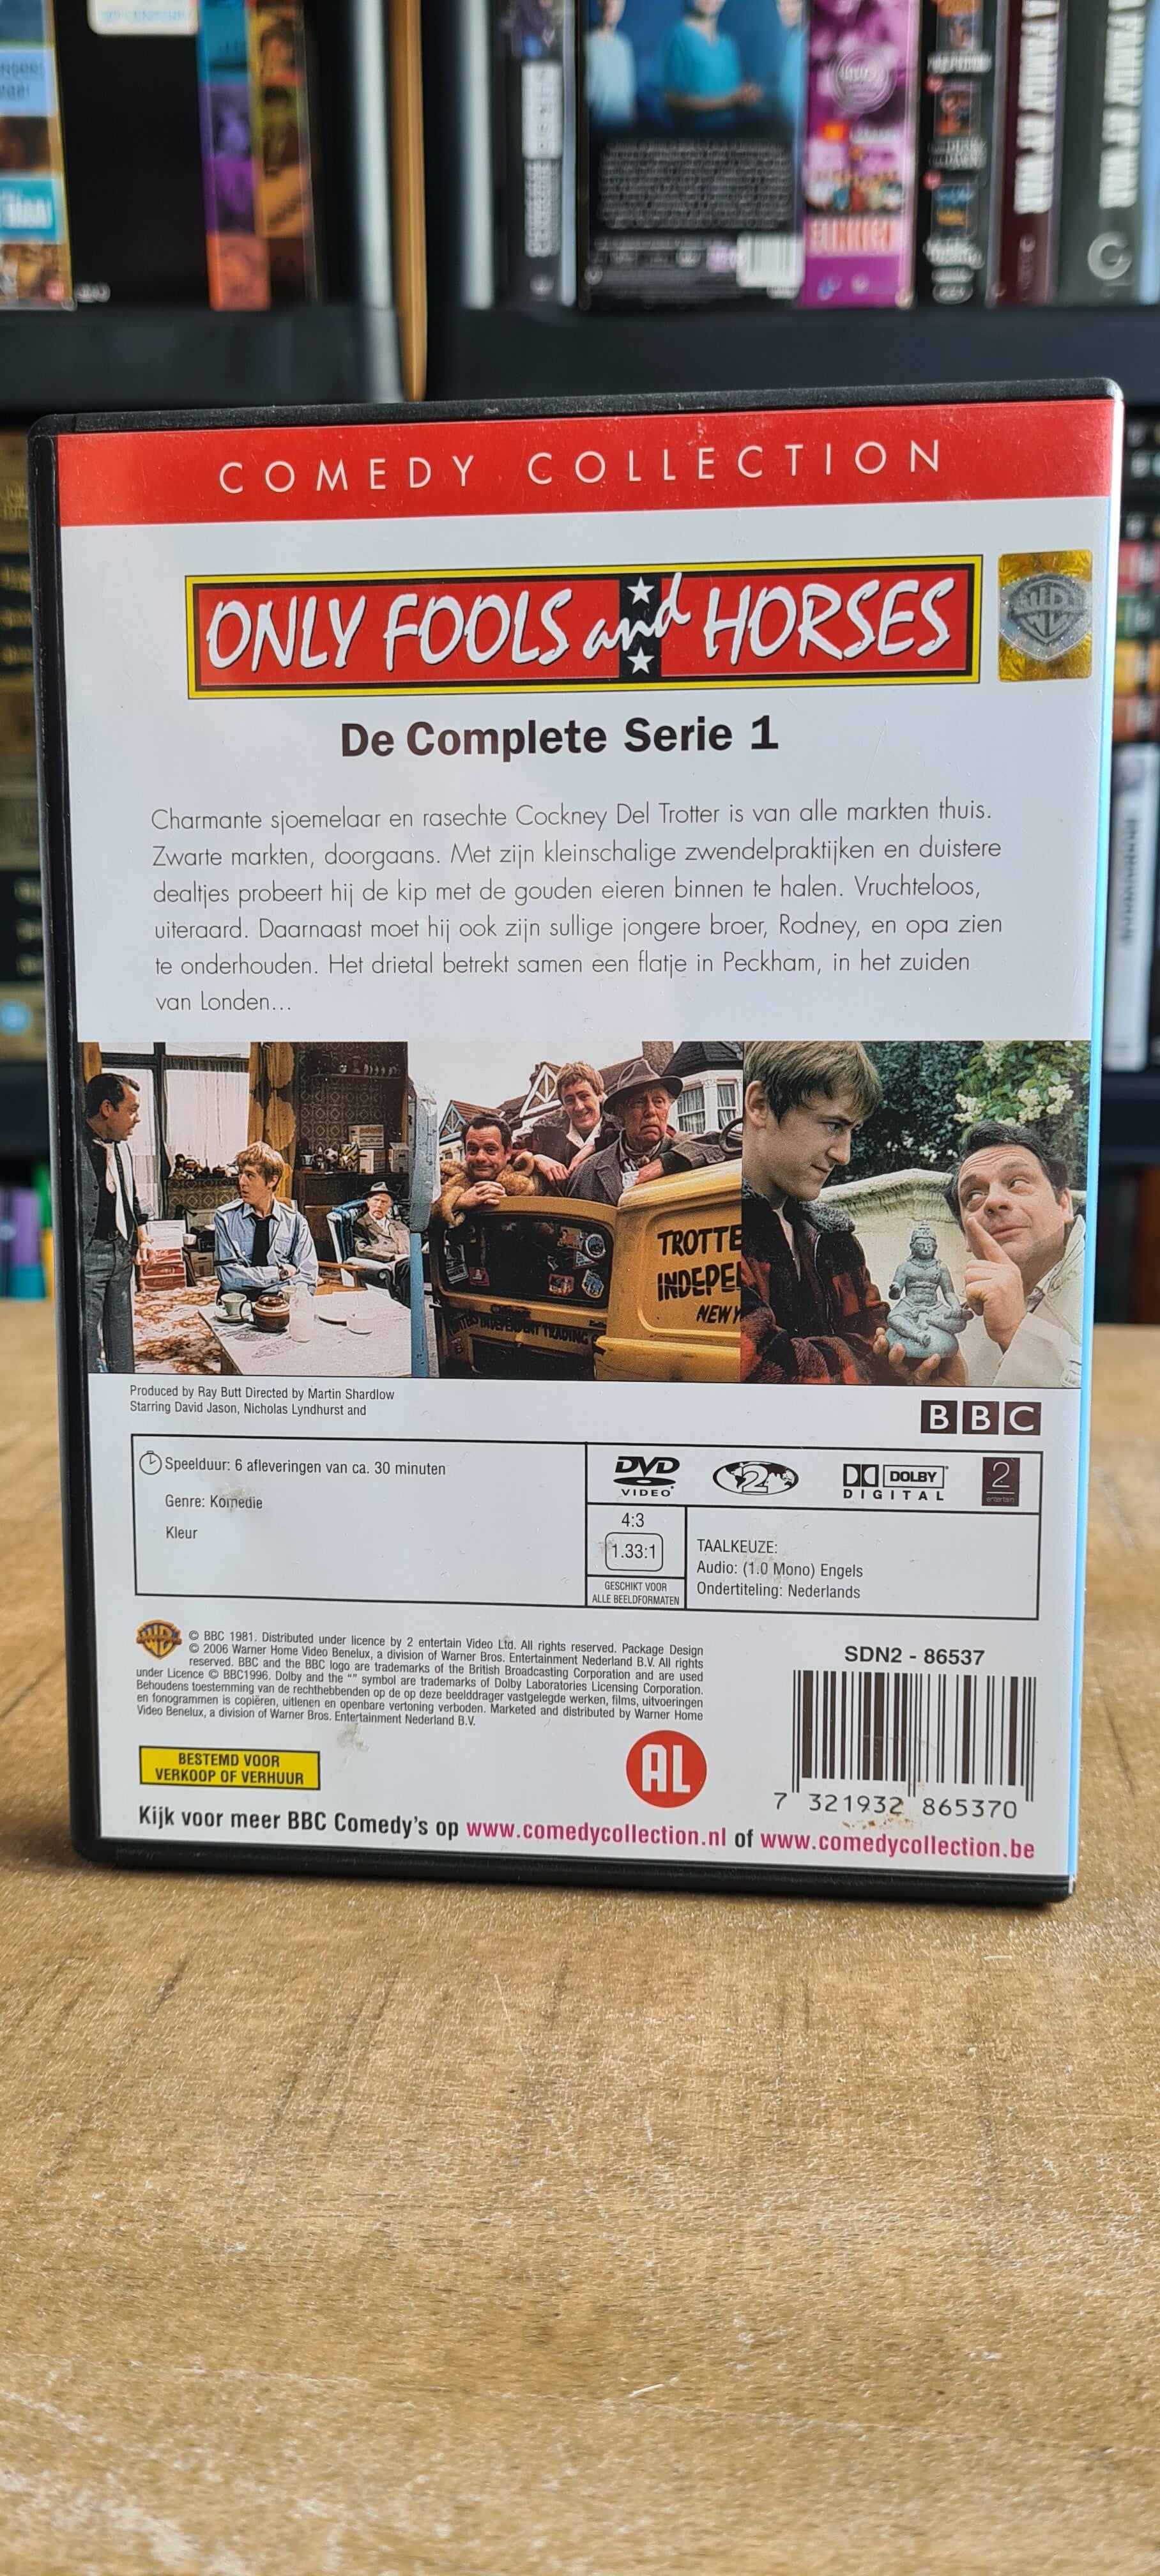 A FAMILY AT WAR
A FAMILY AT WAR
COMEDY COLLECTION
ONLY FOOLS and HORSES
De Complete Serie 1
Charmante sjoemelaar en rasechte Cockney Del Trotter is van alle markten thuis.
Zwarte markten, doorgaans. Met zijn kleinschalige zwendelpraktijken en duistere
dealtjes probeert hij de kip met de gouden eieren binnen te halen. Vruchteloos,
uiteraard. Daarnaast moet hij ook zijn sullige jongere broer, Rodney, en opa zien
te onderhouden. Het drietal betrekt samen een flatje in Peckham, in het zuiden
van Londen...
TROTTE
INDEPE
NEW Y
INDEPENDENT TRADING
Produced by Ray Butt Directed by Martin Shardlow
Starring David Jason, Nicholas Lyndhurst and
BBC
Speelduur: 6 afleveringen van ca. 30 minuten
Genre: Komedie
Kleur
DVD
VIDEO
2
DOLBY
DIGITAL
2
entertain
4:3
1.33:1
GESCHIKT VOOR
ALLE BEELDFORMATEN
TAALKEUZE:
Audio: (1.0 Mono) Engels
Ondertiteling: Nederlands
© BBC 1981. Distributed under licence by 2 entertain Video Ltd. All rights reserved. Package Design
© 2006 Warner Home Video Benelux, a division of Warner Bros. Entertainment Nederland B.V. All rights
reserved. BBC and the BBC logo are trademarks of the British Broadcasting Corporation and are used
under Licence © BBC1996. Dolby and the “” symbol are trademarks of Dolby Laboratories Licensing Corporation.
Behoudens toestemming van de rechthebbenden op de op deze beelddrager vastgelegde werken, films, uitvoeringen
en fonogrammen is copiëren, uitlenen en openbare vertoning verboden. Marketed and distributed by Warner Home
Video Benelux, a division of Warner Bros. Entertainment Nederland B.V.
SDN2 - 86537
7 321932 865370
BESTEMD VOOR
VERKOOP OF VERHUUR
AL
Kijk voor meer BBC Comedy's op www.comedycollection.nl of www.comedycollection.be